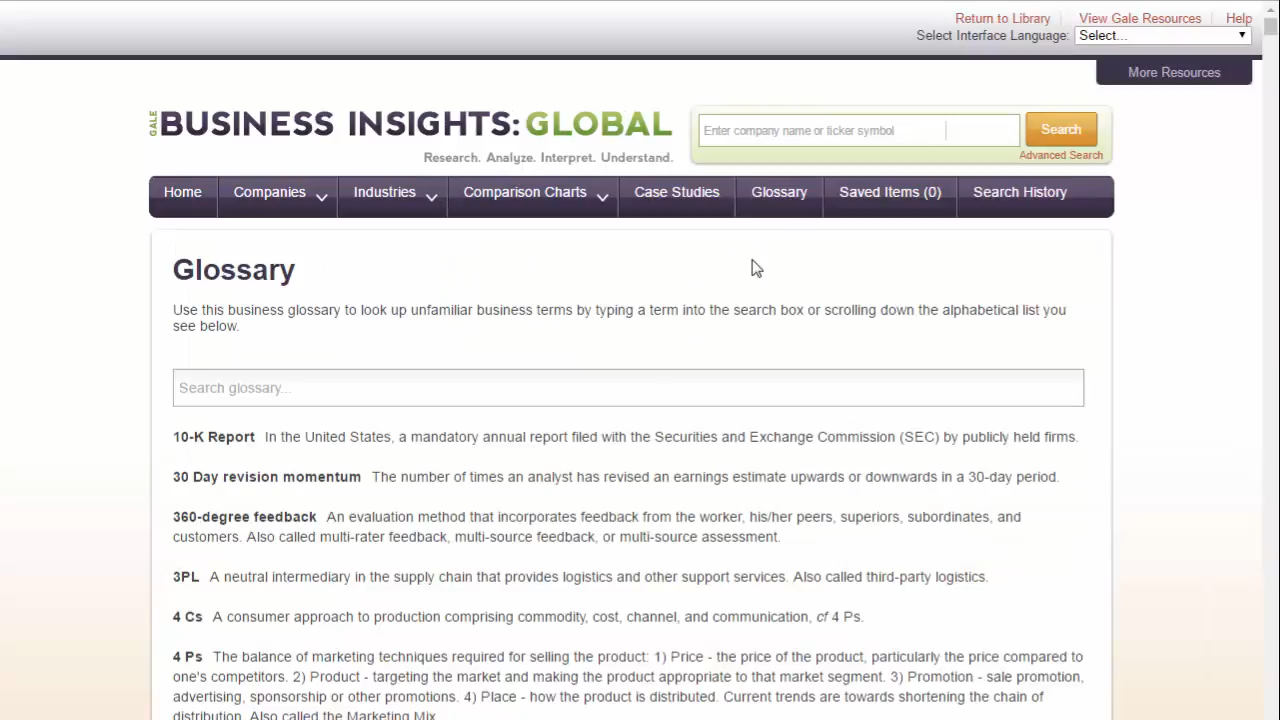 Return to Library View Gale Resources Help
Select Interface Language: Select...
More Resources
GALE BUSINESS INSIGHTS: GLOBAL
Research. Analyze. Interpret. Understand.
Enter company name or ticker symbol Search
Advanced Search
Home Companies Industries Comparison Charts Case Studies Glossary Saved Items (0) Search History
Glossary
Use this business glossary to look up unfamiliar business terms by typing a term into the search box or scrolling down the alphabetical list you
see below.
Search glossary...
10-K Report In the United States, a mandatory annual report filed with the Securities and Exchange Commission (SEC) by publicly held firms.
30 Day revision momentum The number of times an analyst has revised an earnings estimate upwards or downwards in a 30-day period.
360-degree feedback An evaluation method that incorporates feedback from the worker, his/her peers, superiors, subordinates, and
customers. Also called multi-rater feedback, multi-source feedback, or multi-source assessment.
3PL A neutral intermediary in the supply chain that provides logistics and other support services. Also called third-party logistics.
4 Cs A consumer approach to production comprising commodity, cost, channel, and communication, cf 4 Ps.
4 Ps The balance of marketing techniques required for selling the product: 1) Price - the price of the product, particularly the price compared to
one's competitors. 2) Product - targeting the market and making the product appropriate to that market segment. 3) Promotion - sale promotion,
advertising, sponsorship or other promotions. 4) Place - how the product is distributed. Current trends are towards shortening the chain of
distribution. Also called the Marketing Mix.